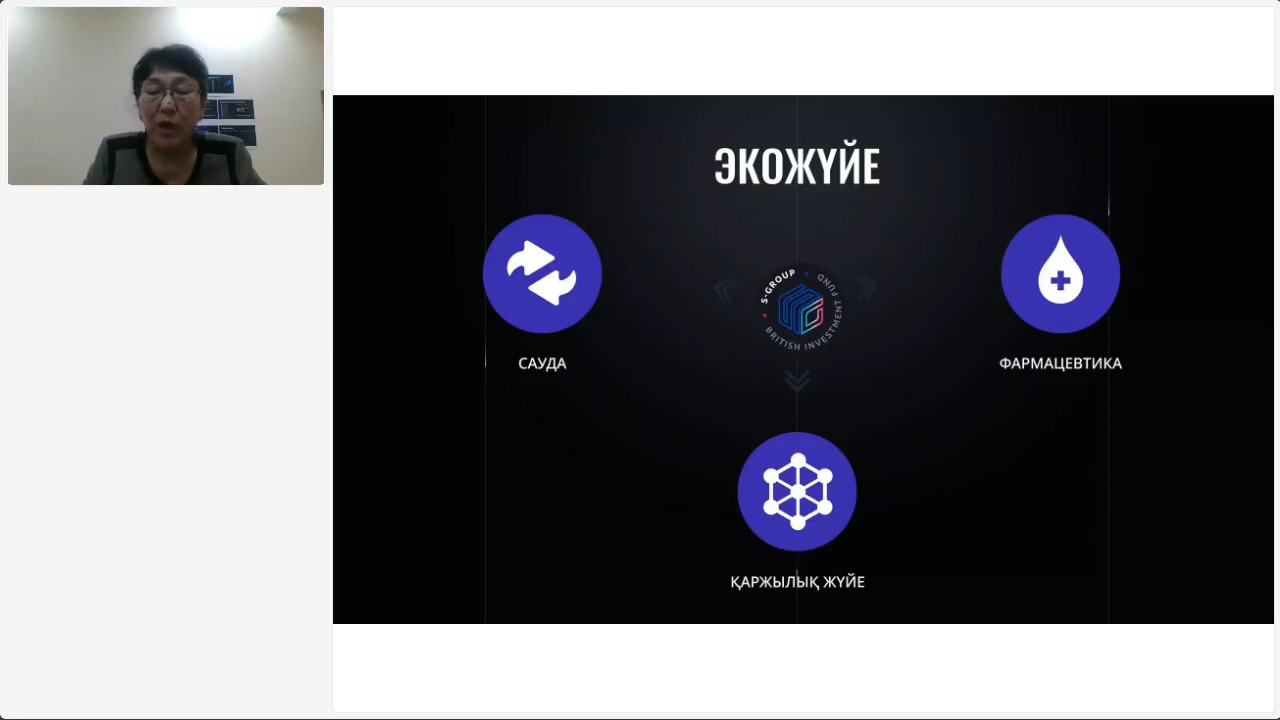 ЭКОЖҮЙЕ
S-GROUP
BRITISH INVESTMENT FUND
САУДА
ФАРМАЦЕВТИКА
ҚАРЖЫЛЫҚ ЖҮЙЕ